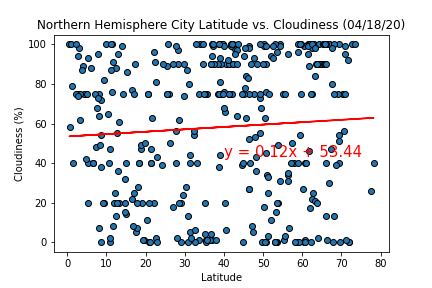 Northern Hemisphere City Latitude vs. Cloudiness (04/18/20)
100
80
60
40
20
0
Cloudiness (%)
y = 0.12x + 53.44
0 10 20 30 40 50 60 70 80
Latitude